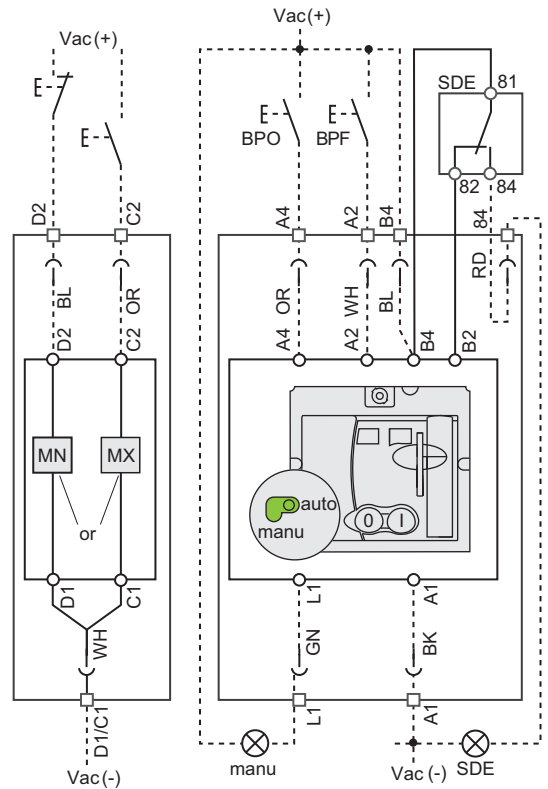 Vac(+)
D2
C2
BL
OR
D2
C2
MN
MX
or
D1
C1
WH
D1/C1
Vac(-)
Vac(+)
BPO
BPF
SDE
81
82
84
A4
A2
B4
84
OR
WH
BL
RD
A4
A2
B4
B2
auto
manu
0
I
L1
A1
GN
BK
L1
A1
manu
Vac (-)
SDE